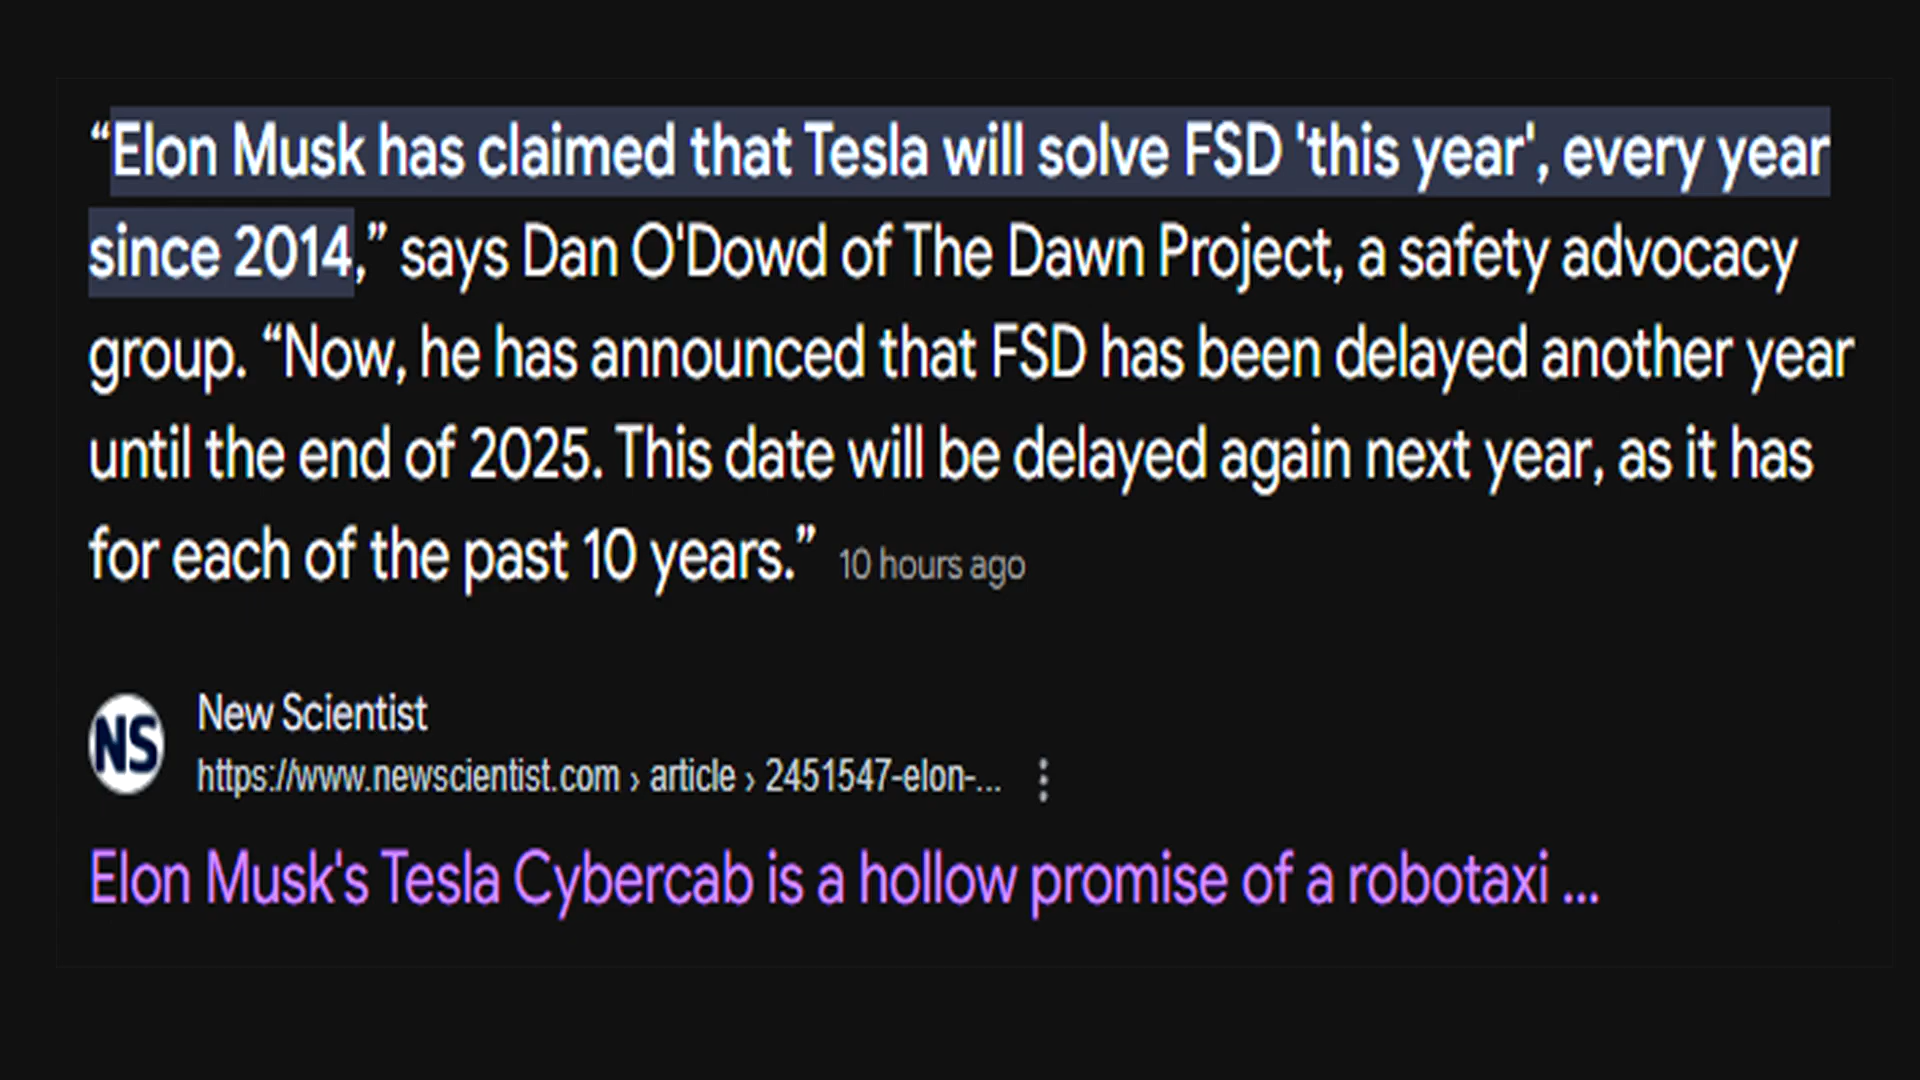 “Elon Musk has claimed that Tesla will solve FSD 'this year', every year
since 2014,” says Dan O'Dowd of The Dawn Project, a safety advocacy
group. “Now, he has announced that FSD has been delayed another year
until the end of 2025. This date will be delayed again next year, as it has
for each of the past 10 years.” 10 hours ago
NS
New Scientist
https://www.newscientist.com › article › 2451547-elon-...
Elon Musk's Tesla Cybercab is a hollow promise of a robotaxi ...